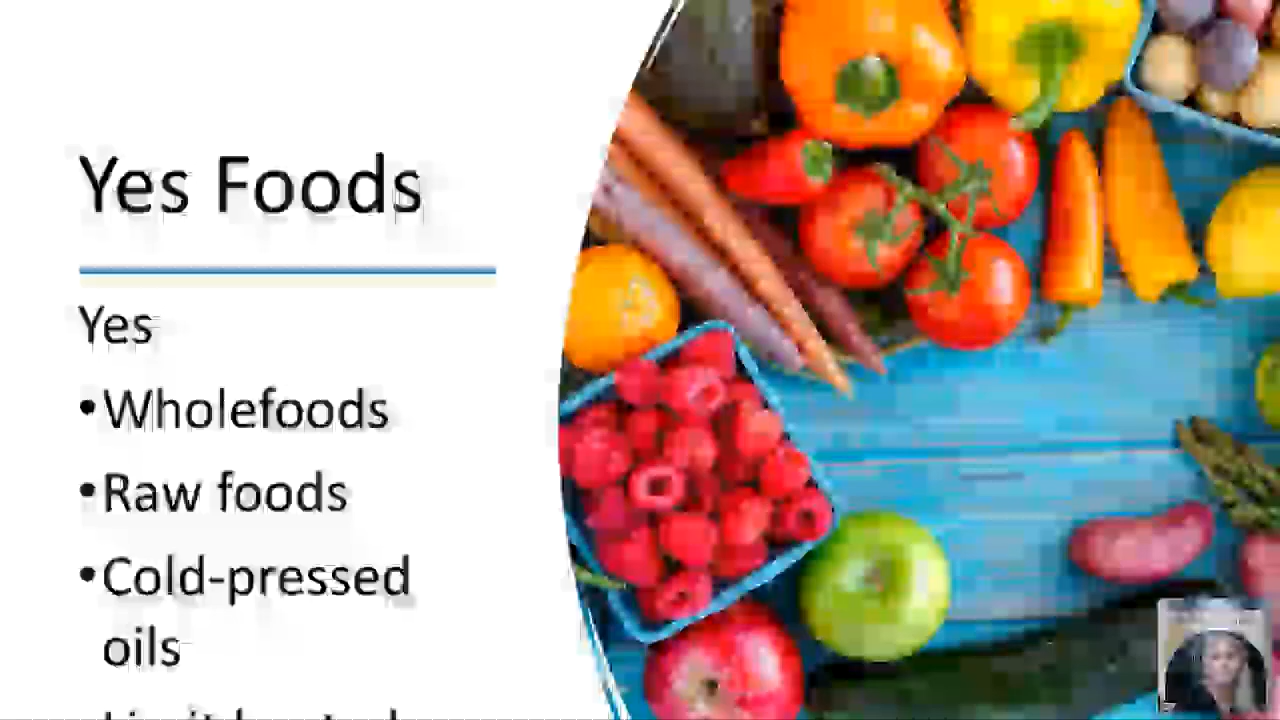 Yes Foods
Yes
•Wholefoods
•Raw foods
•Cold-pressed
oils